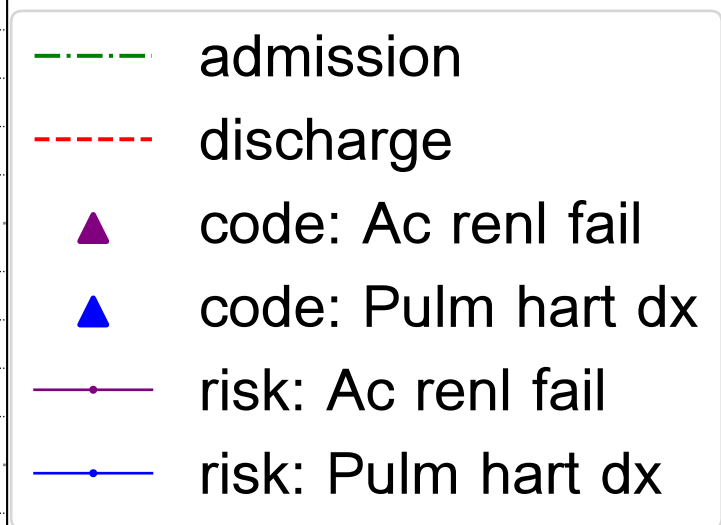 admission
discharge
code: Ac renl fail
code: Pulm hart dx
risk: Ac renl fail
risk: Pulm hart dx